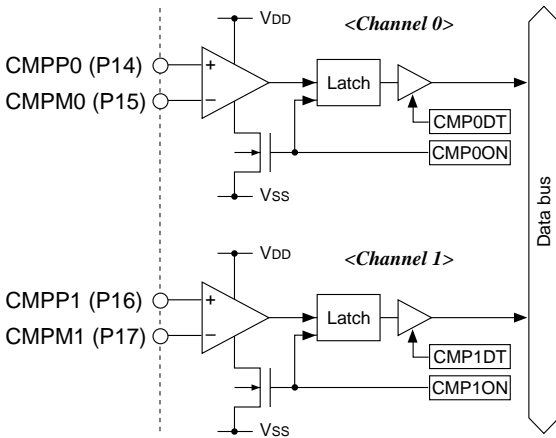 VDD
<Channel 0>
CMPP0 (P14)
+
Latch
CMPM0 (P15)
–
CMP0DT
CMP0ON
VSS
Data bus
VDD
<Channel 1>
CMPP1 (P16)
+
Latch
CMPM1 (P17)
–
CMP1DT
CMP1ON
VSS